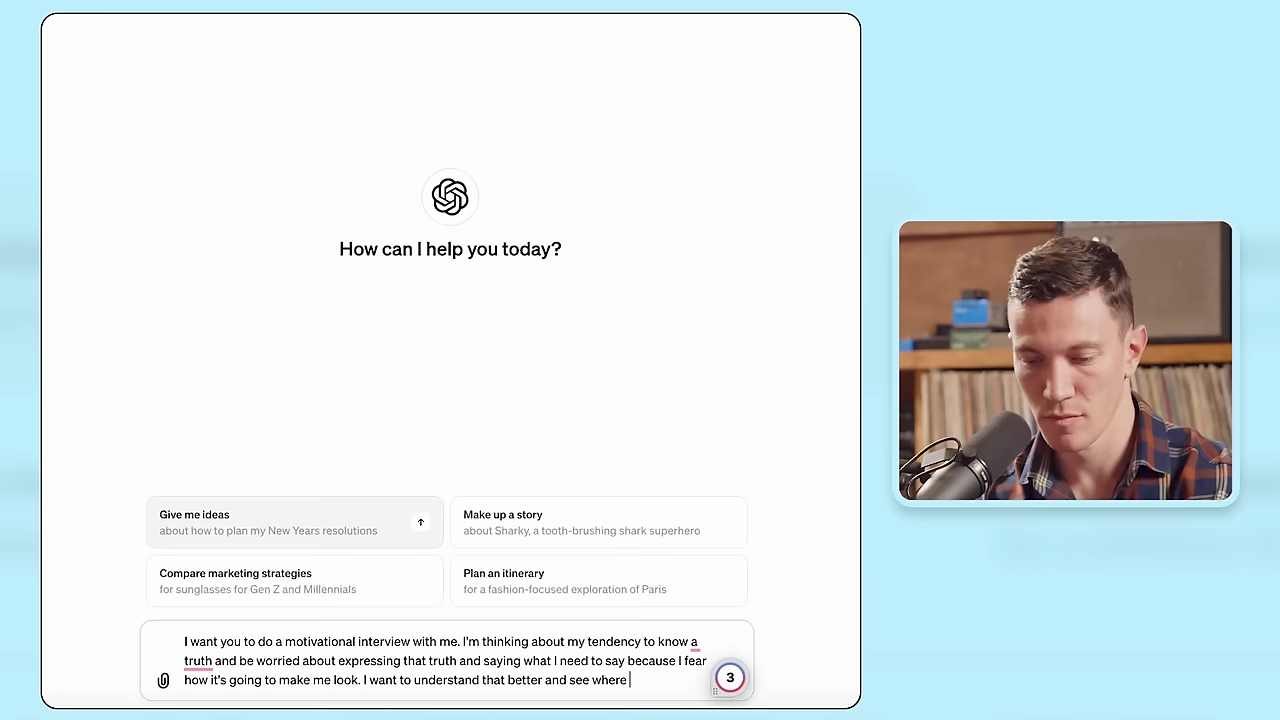 How can I help you today?
Give me ideas
about how to plan my New Years resolutions
Make up a story
about Sharky, a tooth-brushing shark superhero
Compare marketing strategies
for sunglasses for Gen Z and Millennials
Plan an itinerary
for a fashion-focused exploration of Paris
I want you to do a motivational interview with me. I'm thinking about my tendency to know a
truth and be worried about expressing that truth and saying what I need to say because I fear
how it's going to make me look. I want to understand that better and see where
3